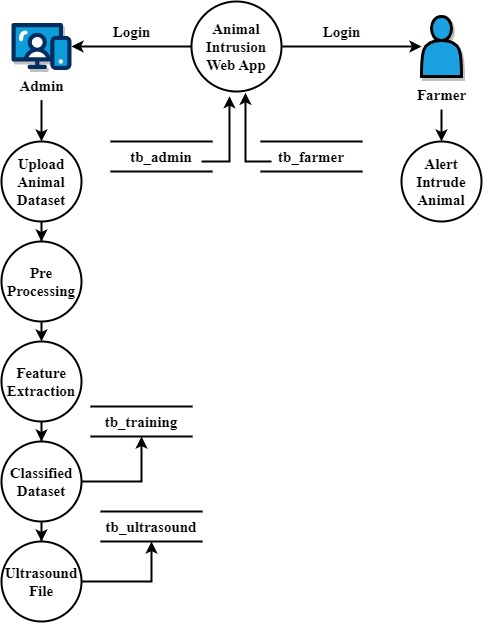 Login
Animal
Intrusion
Web App
Login
Admin
Farmer
tb_admin
tb_farmer
Upload
Animal
Dataset
Alert
Intrude
Animal
Pre
Processing
Feature
Extraction
tb_training
Classified
Dataset
tb_ultrasound
Ultrasound
File